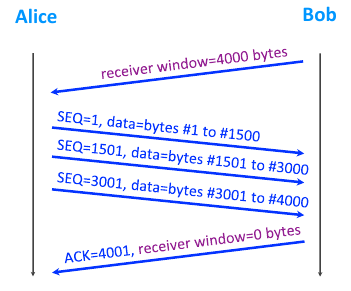 Alice
Bob
receiver window=4000 bytes
SEQ=1, data=bytes #1 to #1500
SEQ=1501, data=bytes #1501 to #3000
SEQ=3001, data=bytes #3001 to #4000
ACK=4001, receiver window=0 bytes